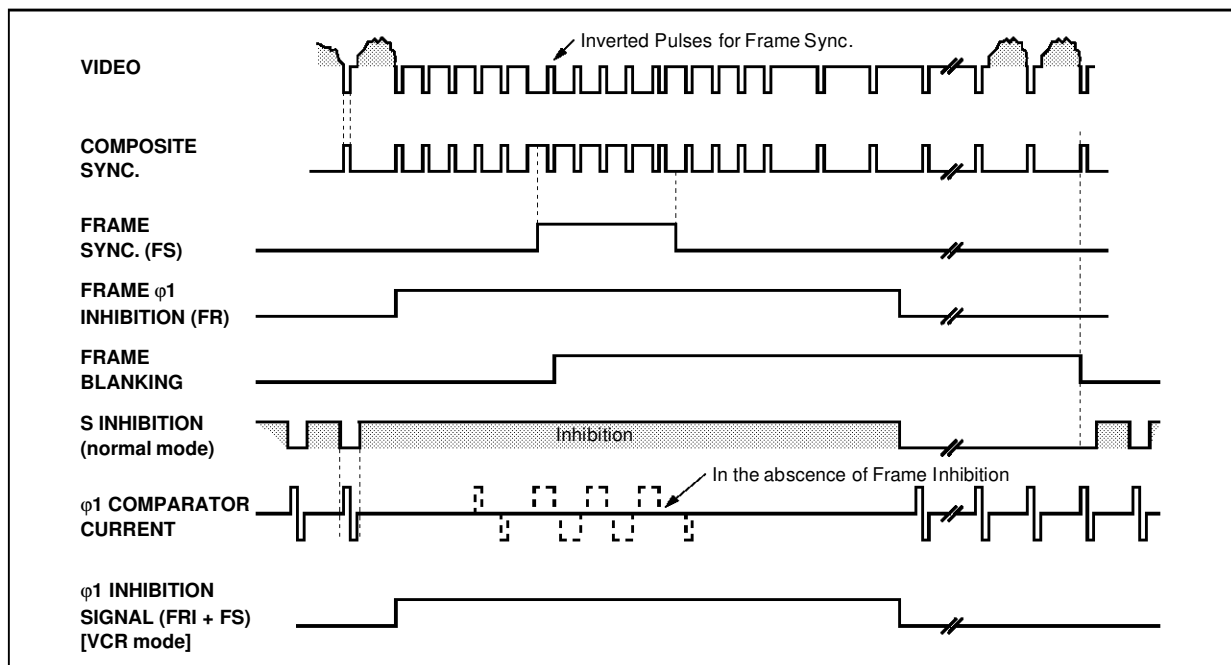 Inverted Pulses for Frame Sync.
VIDEO
COMPOSITE
SYNC.
FRAME
SYNC. (FS)
FRAME φ1
INHIBITION (FR)
FRAME
BLANKING
S INHIBITION
(normal mode)
Inhibition
In the abscence of Frame Inhibition
φ1 COMPARATOR
CURRENT
φ1 INHIBITION
SIGNAL (FRI + FS)
[VCR mode]